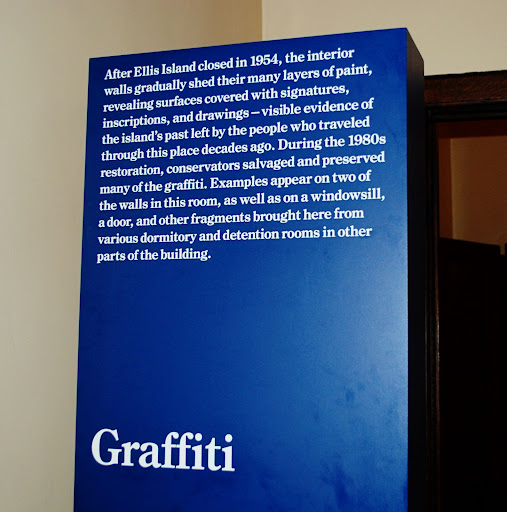 After Ellis Island closed in 1954, the interior
walls gradually shed their many layers of paint,
revealing surfaces covered with signatures,
inscriptions, and drawings—visible evidence of
the island's past left by the people who traveled
through this place decades ago. During the 1980s
restoration, conservators salvaged and preserved
many of the graffiti. Examples appear on two of
the walls in this room, as well as on a windowsill,
a door, and other fragments brought here from
various dormitory and detention rooms in other
parts of the building.
Graffiti